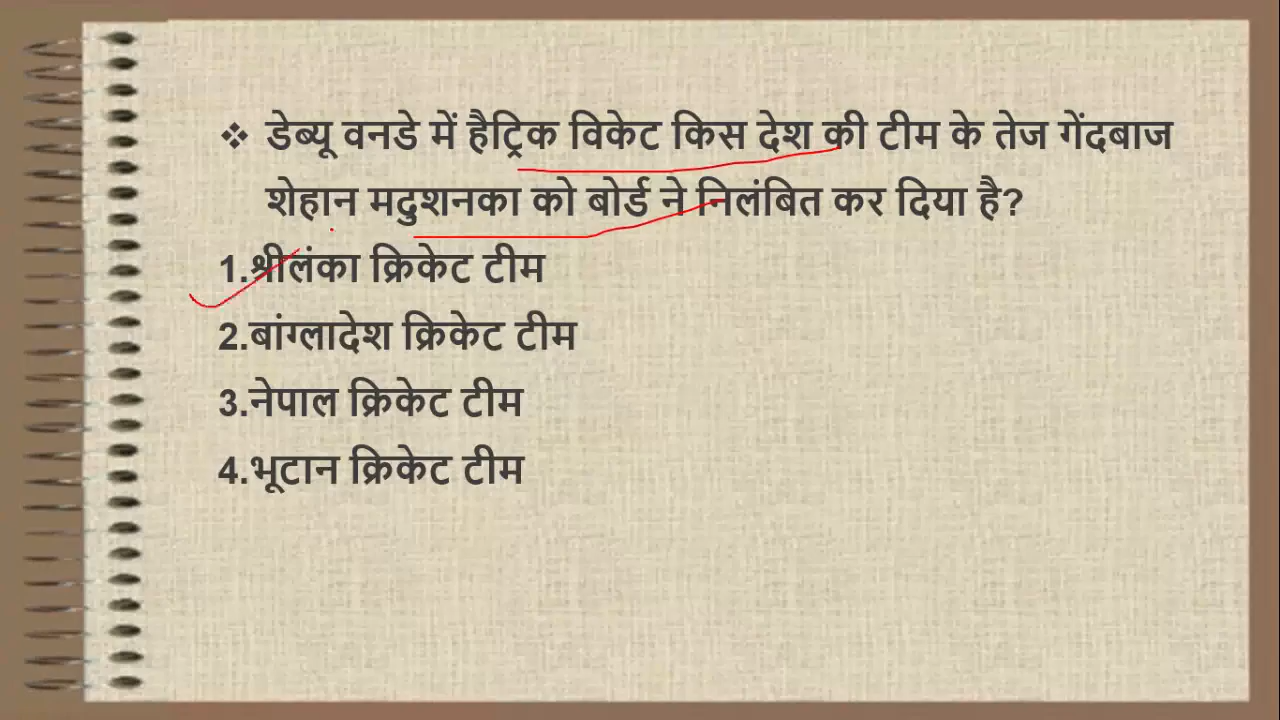 ❖ डेब्यू वनडे में हैट्रिक विकेट किस देश की टीम के तेज गेंदबाज
शेहान मदुशनका को बोर्ड ने निलंबित कर दिया है?
1.श्रीलंका क्रिकेट टीम
2.बांग्लादेश क्रिकेट टीम
3.नेपाल क्रिकेट टीम
4.भूटान क्रिकेट टीम